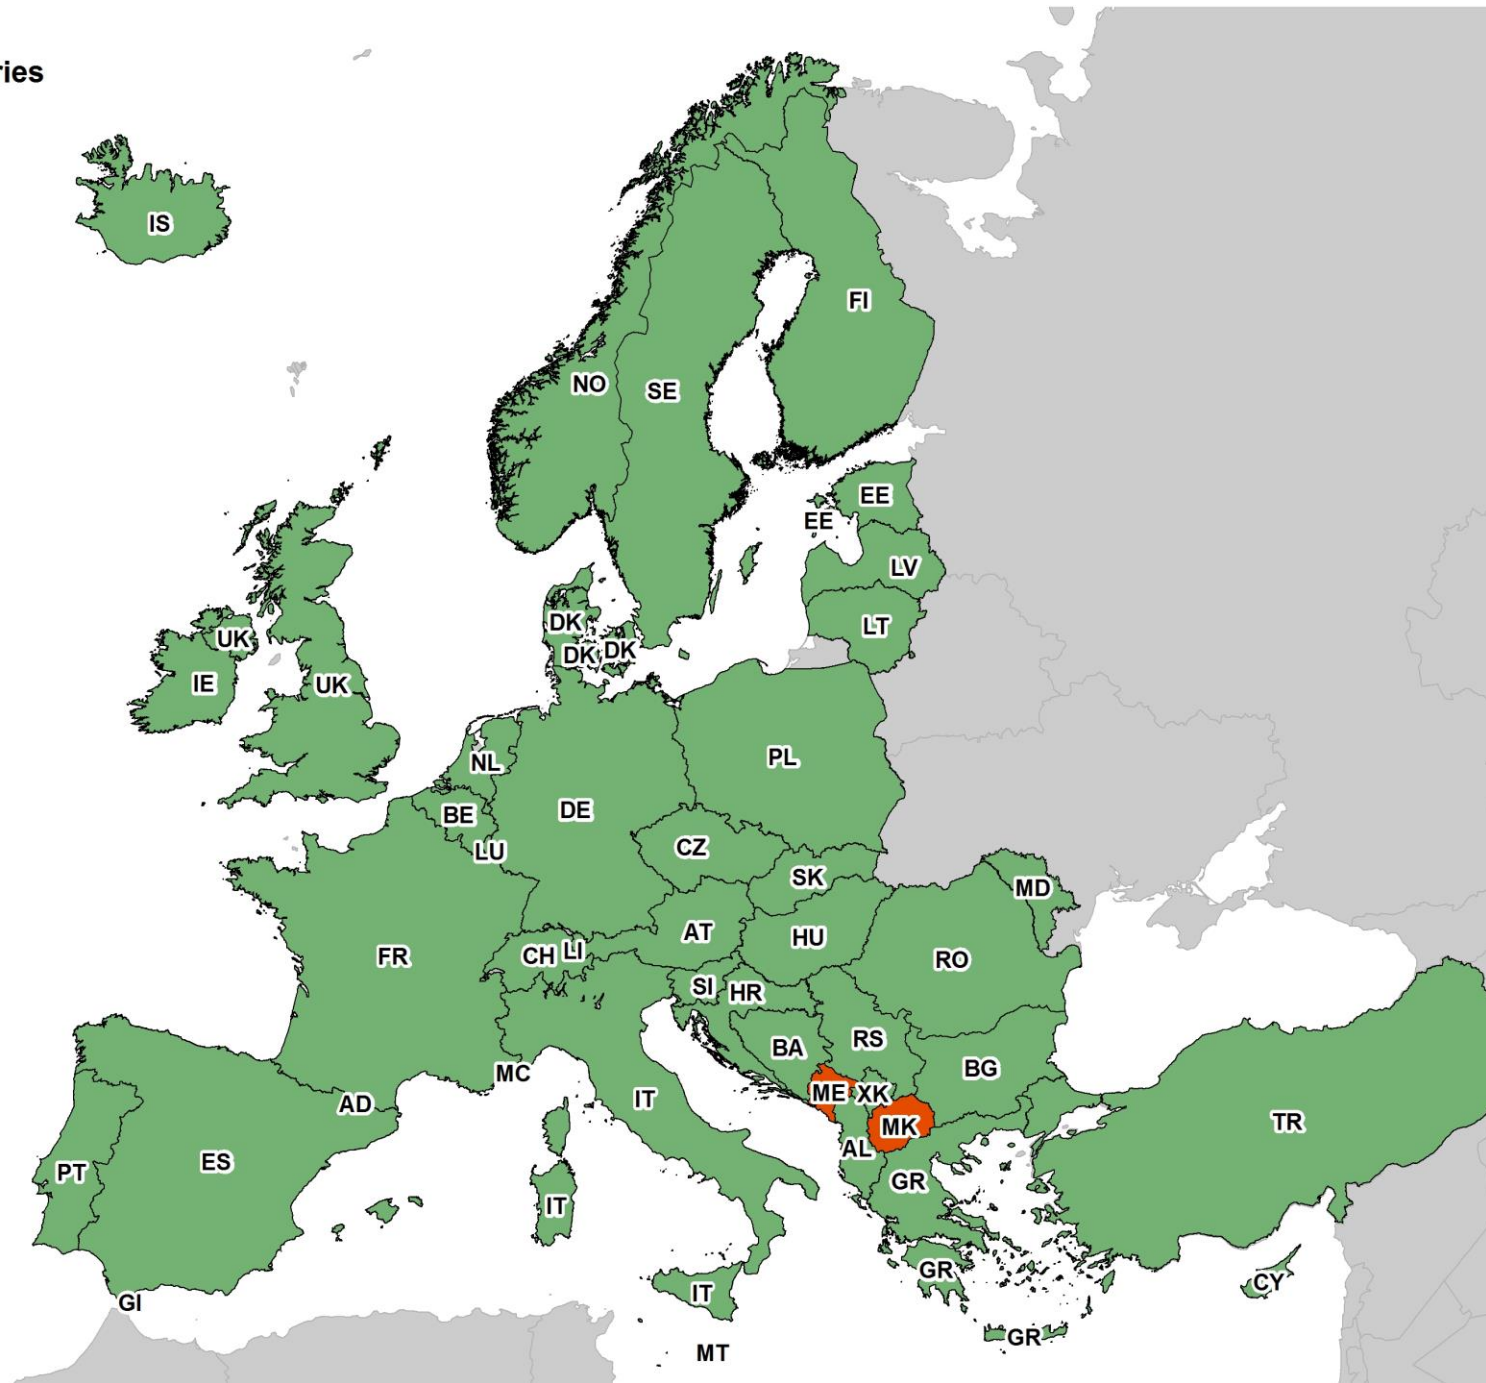 ries
IS
FI
NO
SE
EE
EE
LV
LT
DK
DK
DK
UK
IE
UK
NL
PL
BE
DE
LU
CZ
SK
MD
AT
HU
FR
CH
LI
RO
SI
HR
BA
RS
BG
MC
ME
XK
IT
AD
MK
TR
AL
PT
ES
GR
IT
GR
CY
IT
GI
GR
MT